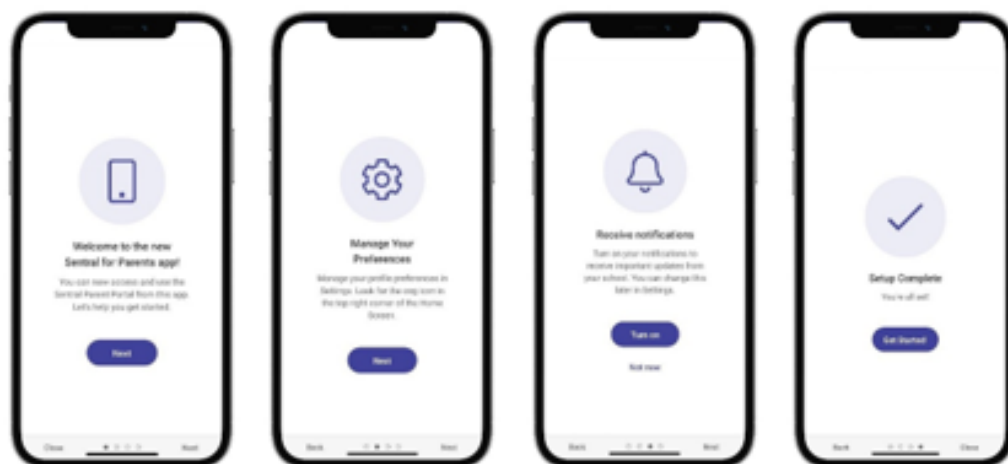 Welcome to the new
Sentral for Parents app!
You can now access and use the
Sentral Parent Portal from this app.
Let's help you get started.
Next
Close
Next
Manage Your
Preferences
Manage your profile preferences in
Settings. Look for the cog icon in
the top right corner of the Home
Screen.
Next
Back
Next
Receive notifications
Turn on your notifications to
receive important updates from
your school. You can change this
later in Settings.
Turn on
Not now
Back
Next
Setup Complete
You're all set!
Get Started
Back
Next